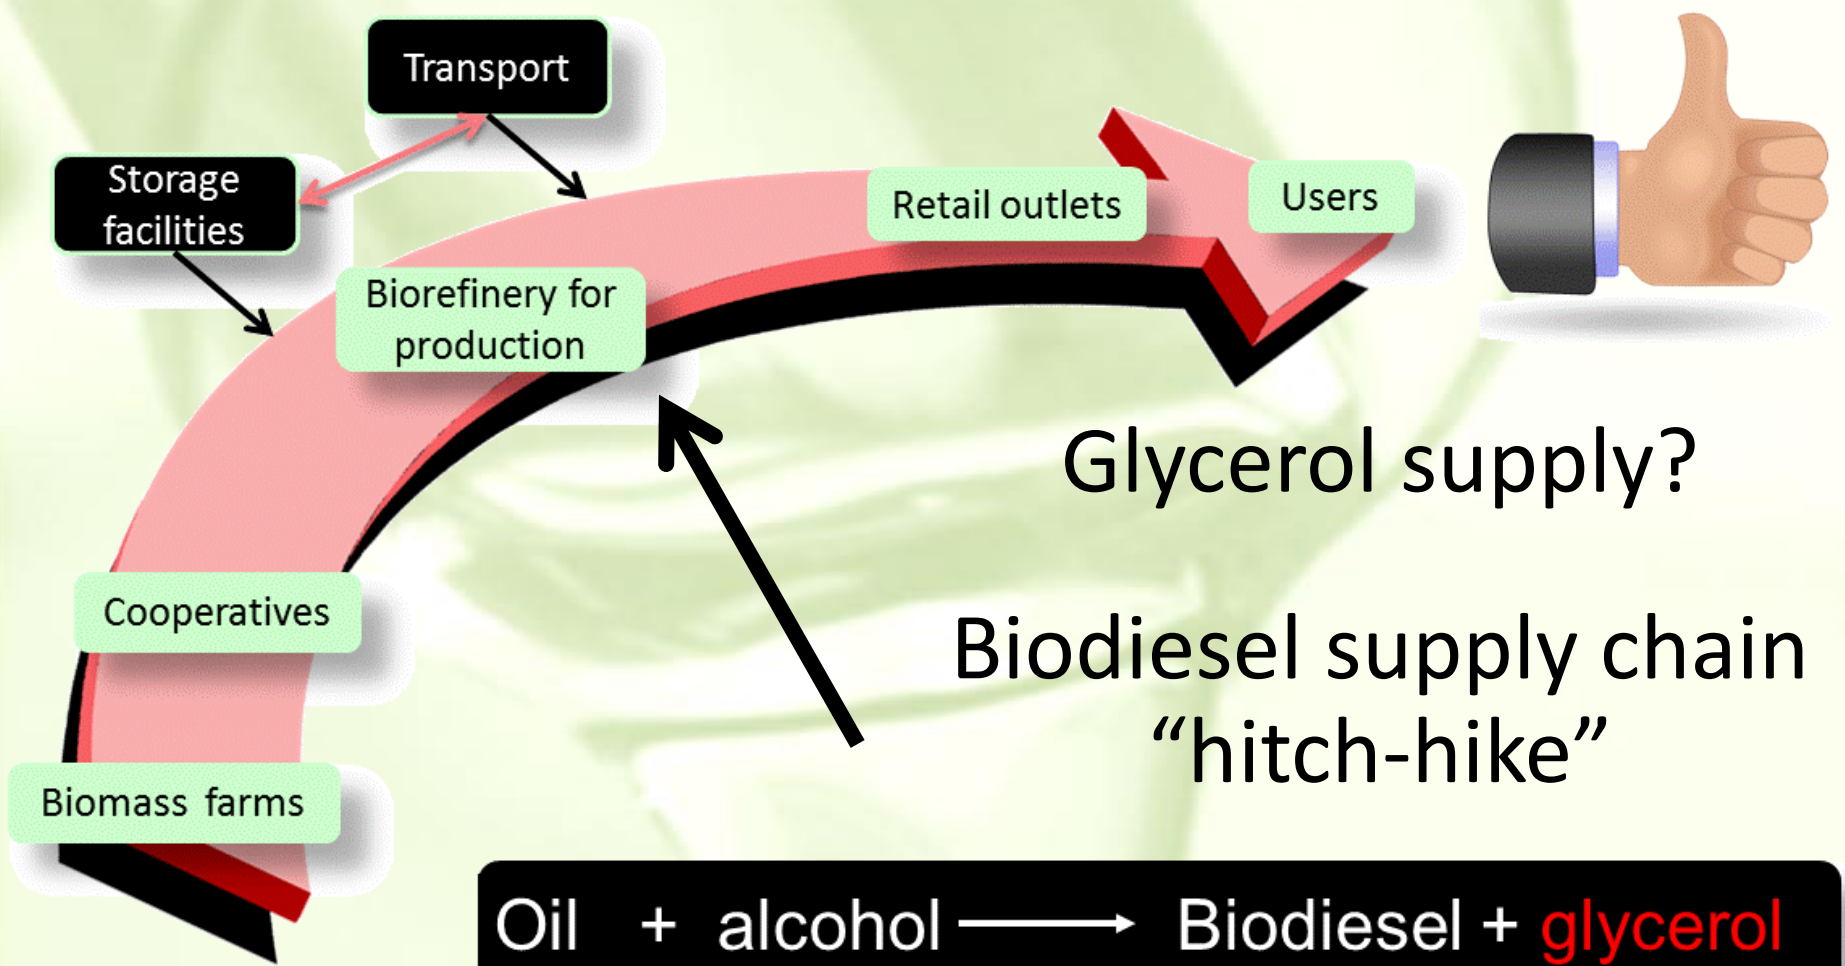 Transport
Storage
facilities
Retail outlets
Users
Biorefinery for
production
Glycerol supply?
Cooperatives
Biodiesel supply chain
“hitch-hike”
Biomass farms
Oil + alcohol ⟶ Biodiesel + glycerol